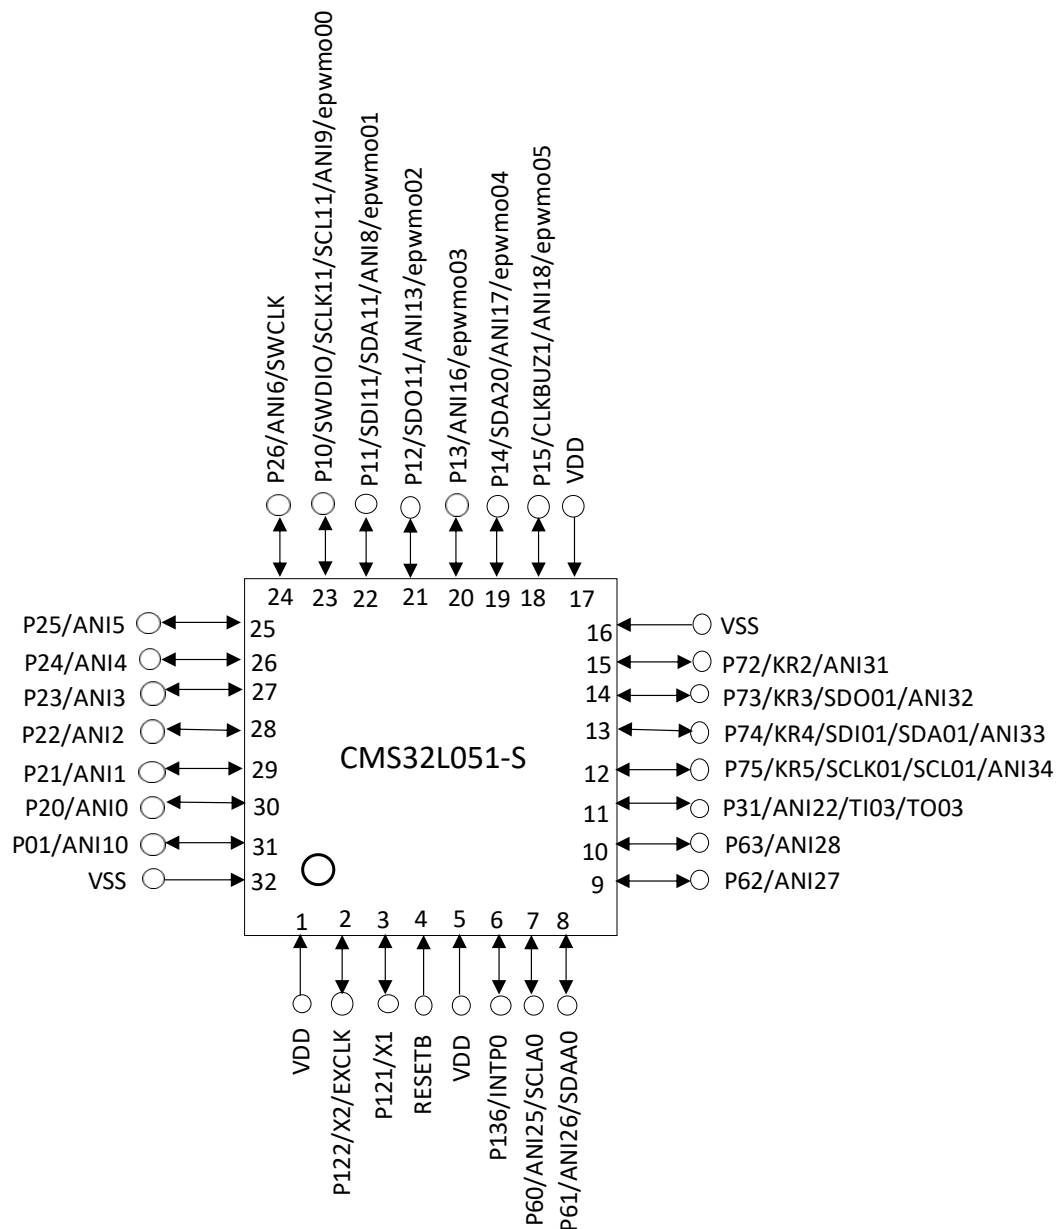 P26/ANI6/SWCLK
P10/SWDIO/SCLK11/SCL11/ANI9/epwmo00
P11/SDI11/SDA11/ANI8/epwmo01
P12/SDO11/ANI13/epwmo02
P13/ANI16/epwmo03
P14/SDA20/ANI17/epwmo04
P15/CLKBUZ1/ANI18/epwmo05
VDD
24 23 22 21 20 19 18 17
P25/ANI5 25
P24/ANI4 26
P23/ANI3 27
P22/ANI2 28
P21/ANI1 29
P20/ANI0 30
P01/ANI10 31
VSS 32
CMS32L051-S
16 VSS
15 P72/KR2/ANI31
14 P73/KR3/SDO01/ANI32
13 P74/KR4/SDI01/SDA01/ANI33
12 P75/KR5/SCLK01/SCL01/ANI34
11 P31/ANI22/TI03/TO03
10 P63/ANI28
9 P62/ANI27
1 2 3 4 5 6 7 8
VDD
P122/X2/EXCLK
P121/X1
RESETB
VDD
P136/INTP0
P60/ANI25/SCLA0
P61/ANI26/SDAA0